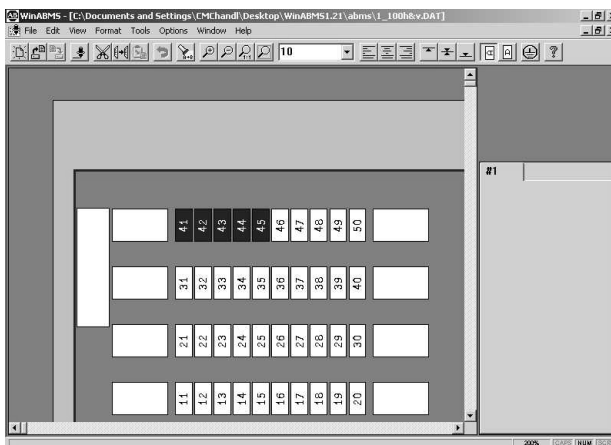 WinABMS - [C:\Documents and Settings\CMChandl\Desktop\WinABMS1.21\abms\1_100h&v.DAT]
File Edit View Format Tools Options Window Help
10
#1
41 42 43 44 45 46 47 48 49 50
31 32 33 34 35 36 37 38 39 40
21 22 23 24 25 26 27 28 29 30
11 12 13 14 15 16 17 18 19 20
200% CAPS NUM